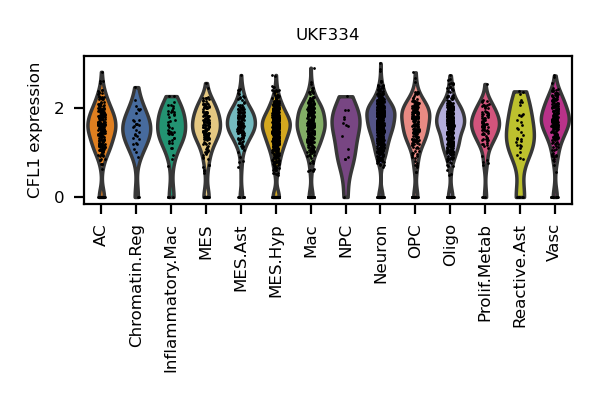 UKF334
CFL1 expression
2
0
AC
Chromatin.Reg
Inflammatory.Mac
MES
MES.Ast
MES.Hyp
Mac
NPC
Neuron
OPC
Oligo
Prolif.Metab
Reactive.Ast
Vasc